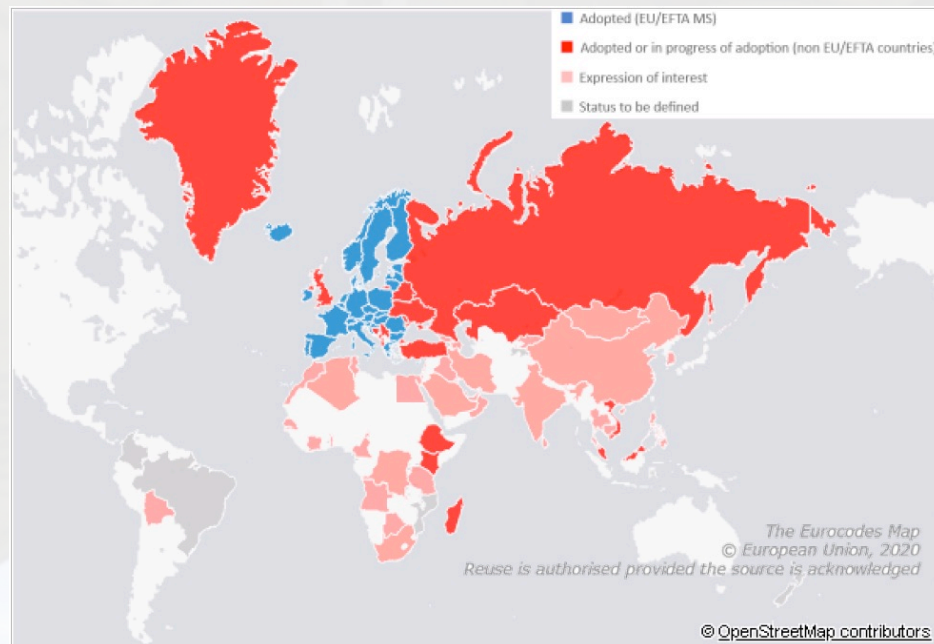 Adopted (EU/EFTA MS)
Adopted or in progress of adoption (non EU/EFTA countries)
Expression of interest
Status to be defined
The Eurocodes Map
© European Union, 2020
Reuse is authorised provided the source is acknowledged
© OpenStreetMap contributors